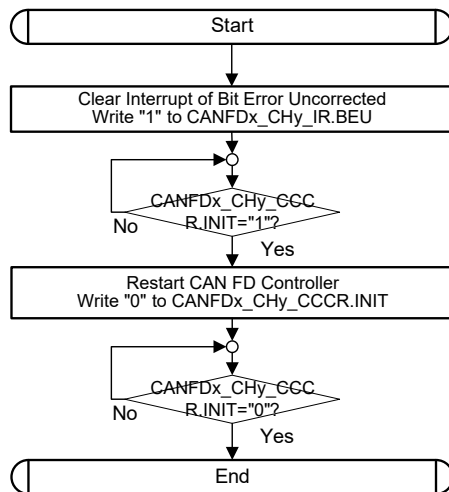 Start
Clear Interrupt of Bit Error Uncorrected
Write "1" to CANFDx_CHy_IR.BEU
CANFDx_CHy_CCC
R.INIT="1"?
No
Yes
Restart CAN FD Controller
Write "0" to CANFDx_CHy_CCCR.INIT
CANFDx_CHy_CCC
R.INIT="0"?
No
Yes
End